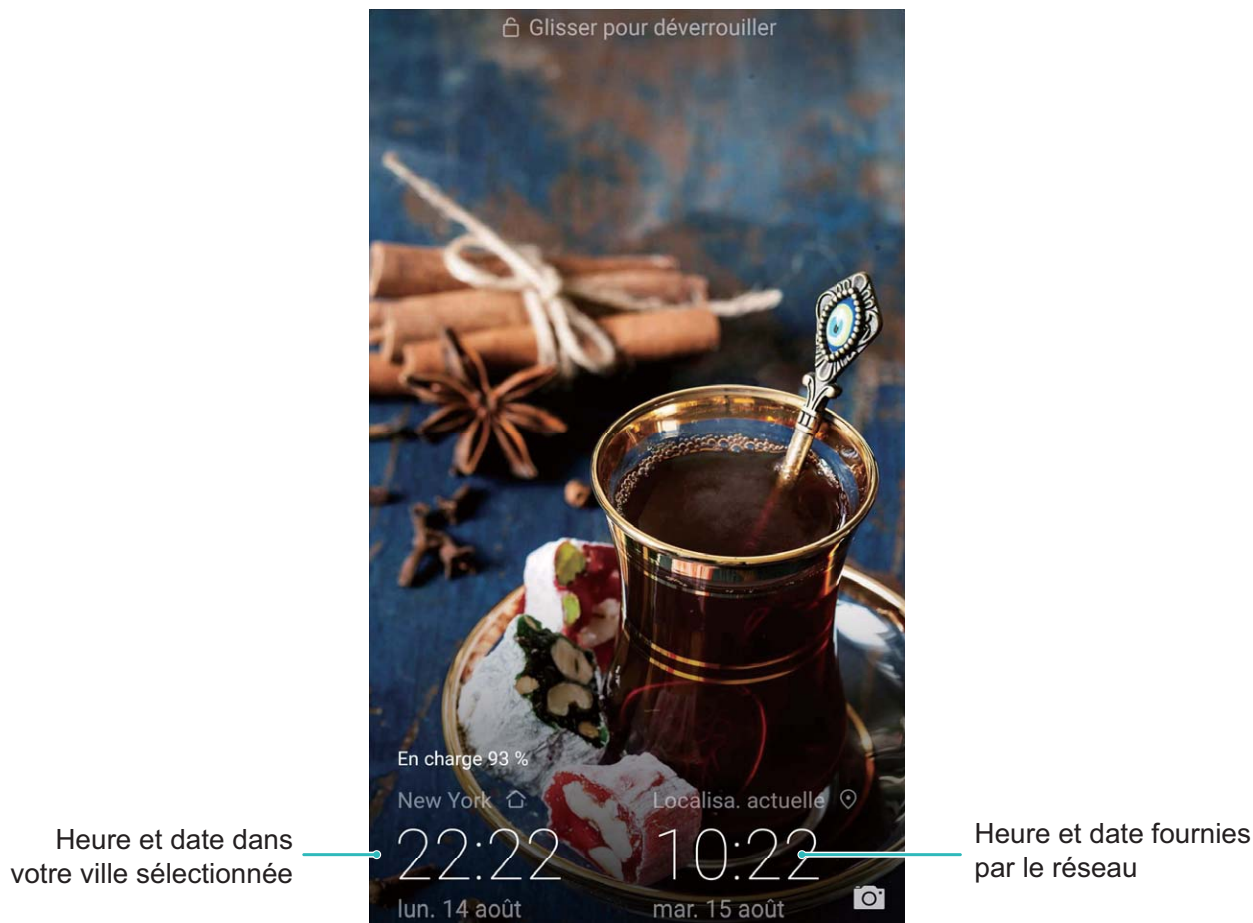 Glisser pour déverrouiller
En charge 93 %
New York
Localisa. actuelle
22:22
10:22
lun. 14 août
mar. 15 août
Heure et date dans
votre ville sélectionnée
Heure et date fournies
par le réseau